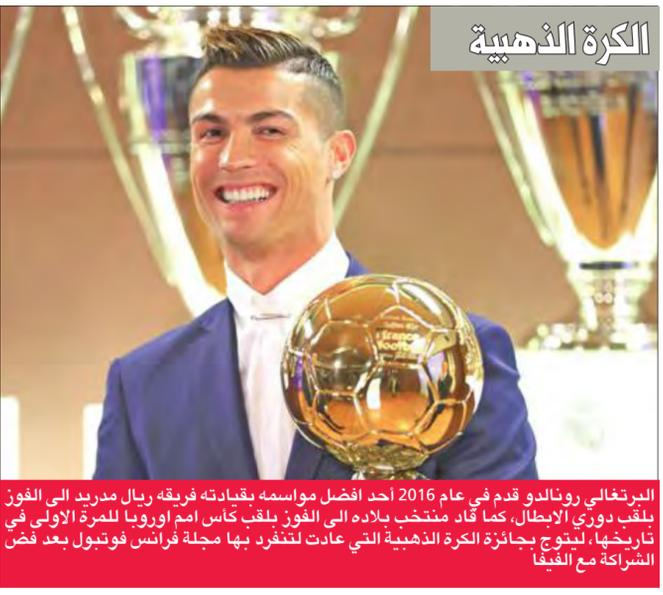 الكرة الذهبية
France
Football
البرتغالي رونالدو قدم في عام 2016 أحد افضل مواسمه بقيادته فريقه ريال مدريد الى الفوز
بلقب دوري الابطال، كما قاد منتخب بلاده الى الفوز بلقب كأس امم اوروبا للمرة الاولى في
تاريخها، ليتوج بجائزة الكرة الذهبية التي عادت لتنفرد بها مجلة فرانس فوتبول بعد فض
الشراكة مع الفيفا